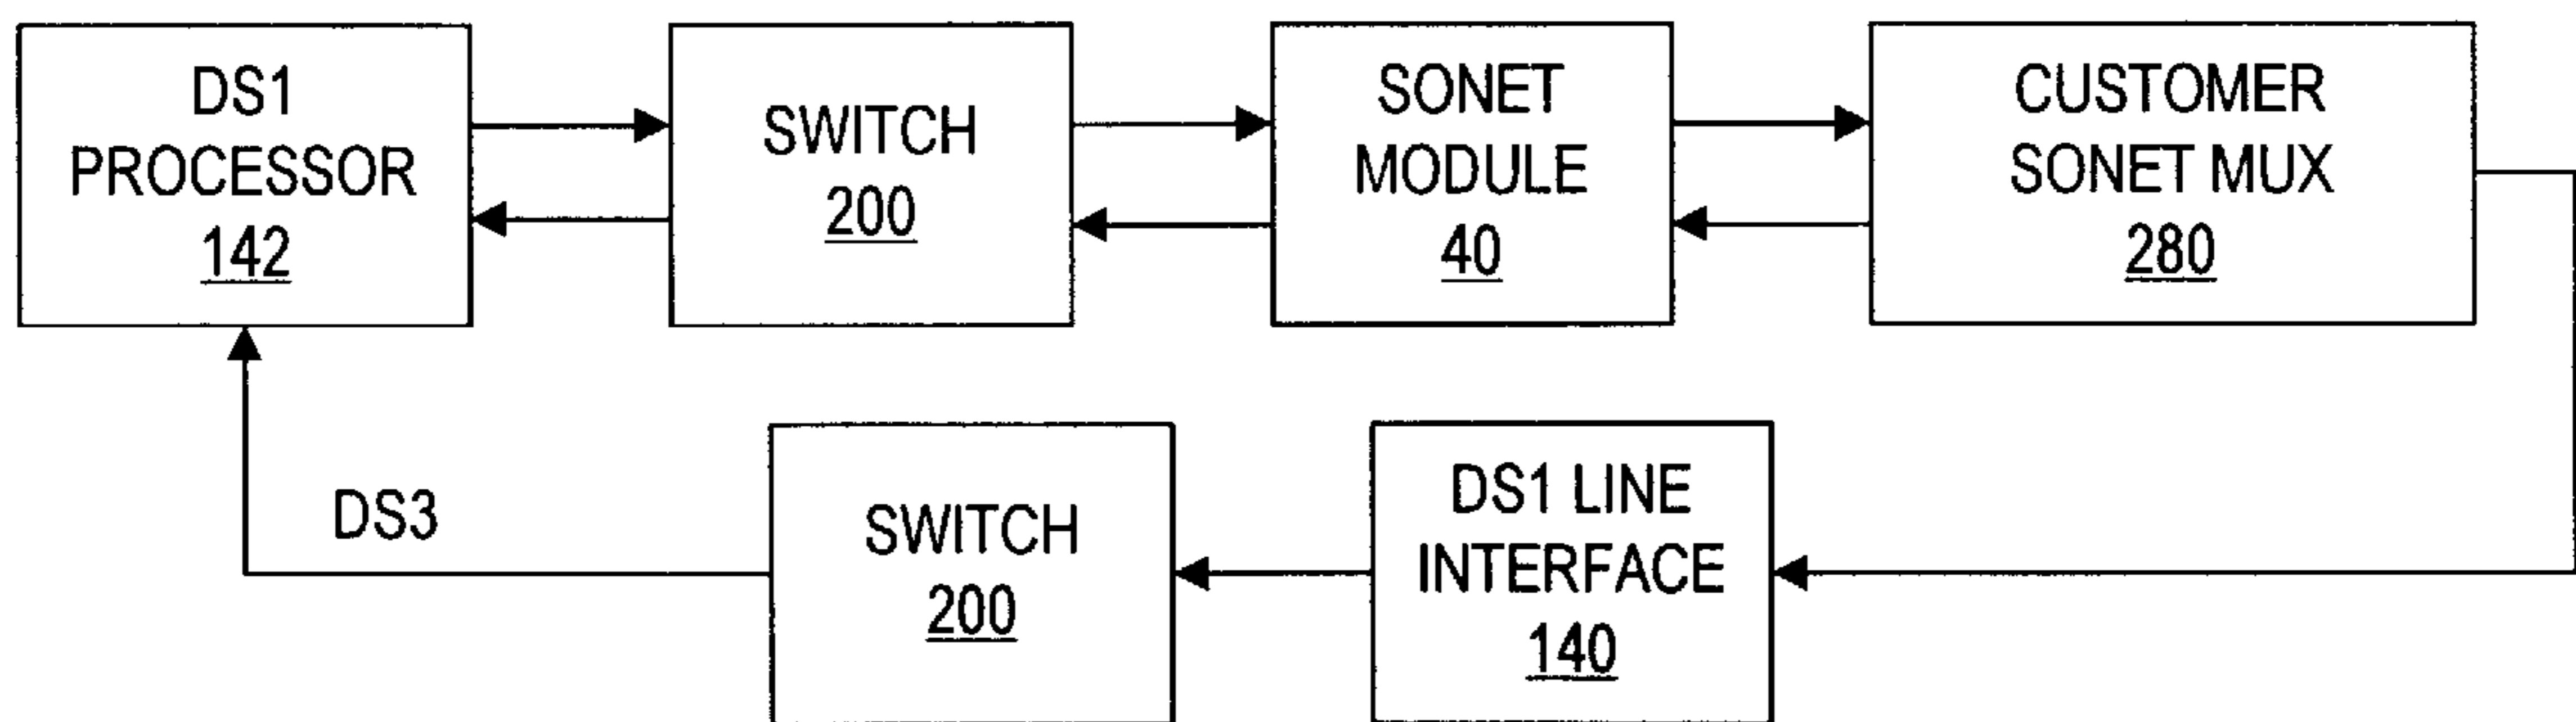 DS1
PROCESSOR
142
SWITCH
200
SONET
MODULE
40
CUSTOMER
SONET MUX
280
DS3
SWITCH
200
DS1 LINE
INTERFACE
140